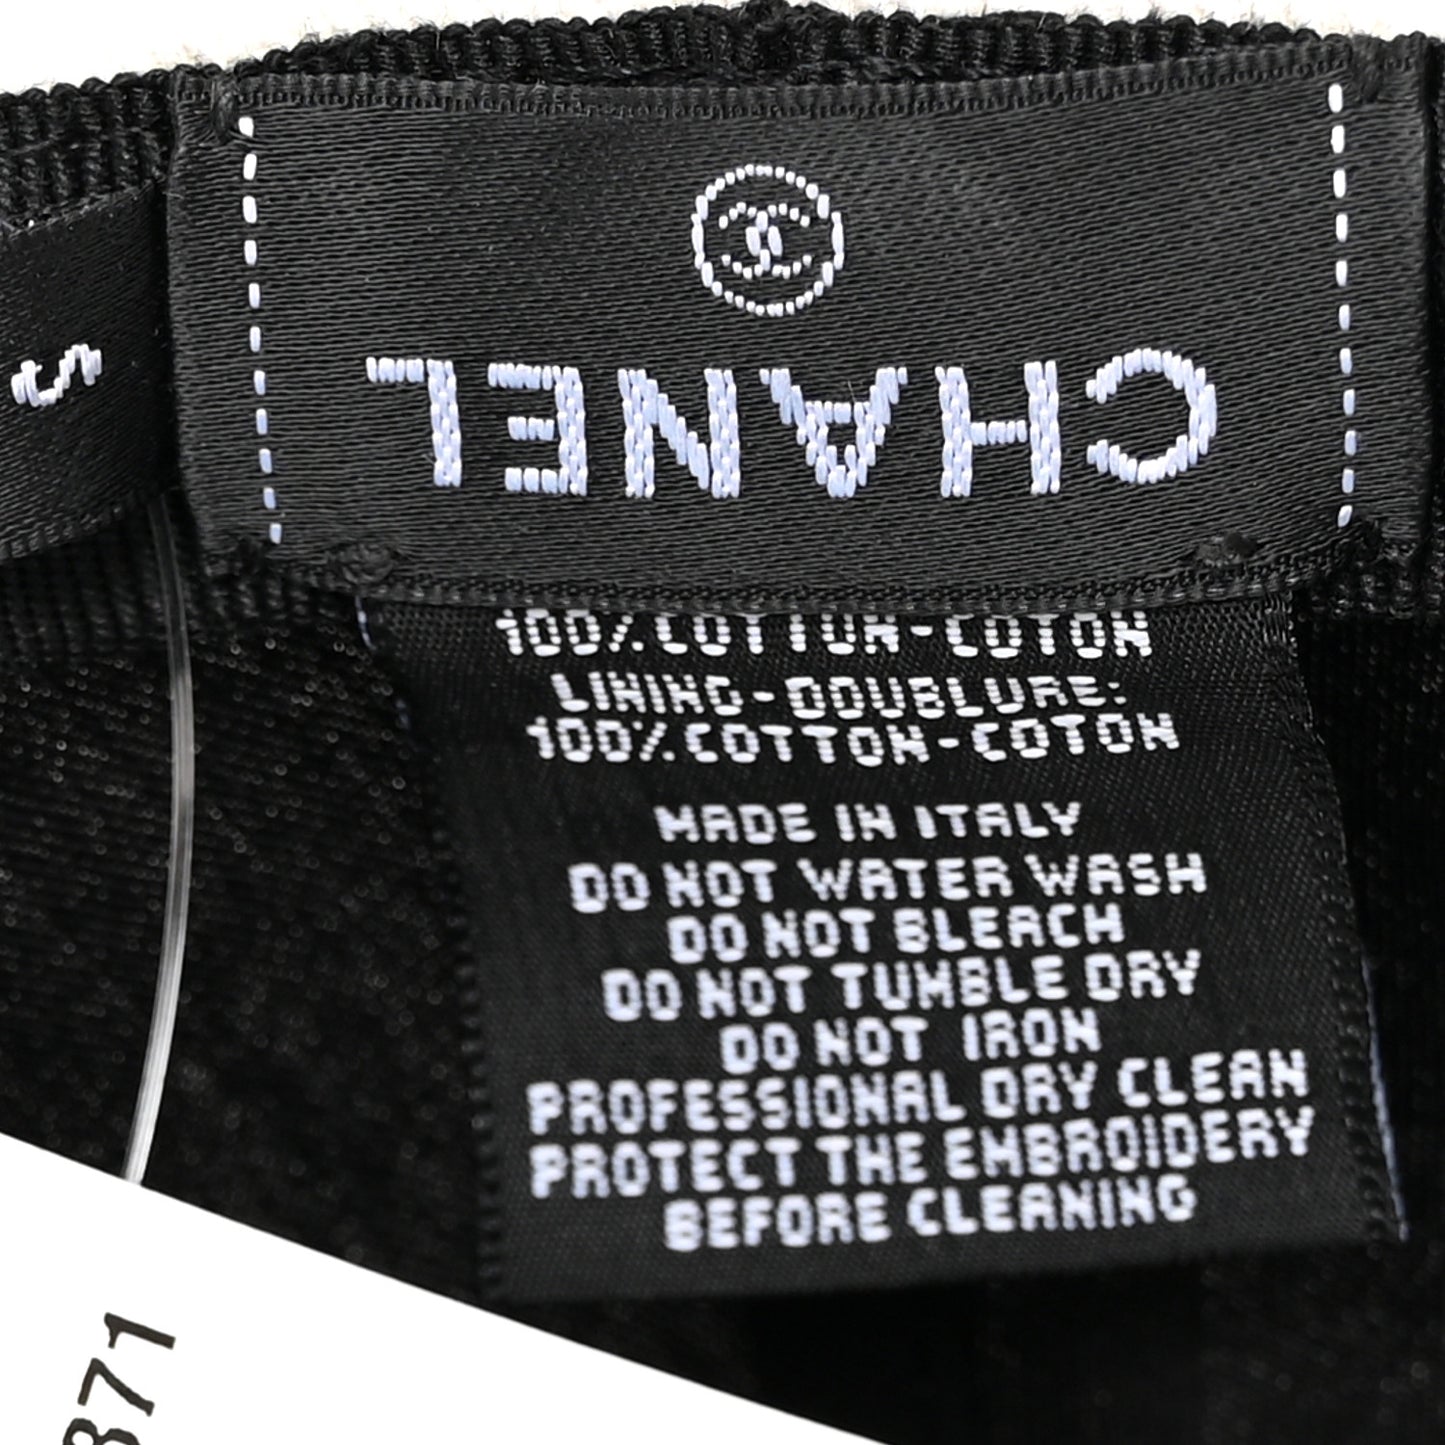 CHANEL
S
100% COTTON-COTON
LINING-DOUBLURE:
100% COTTON-COTON
MADE IN ITALY
DO NOT WATER WASH
DO NOT BLEACH
DO NOT TUMBLE DRY
DO NOT IRON
PROFESSIONAL DRY CLEAN
PROTECT THE EMBROIDERY
BEFORE CLEANING
871